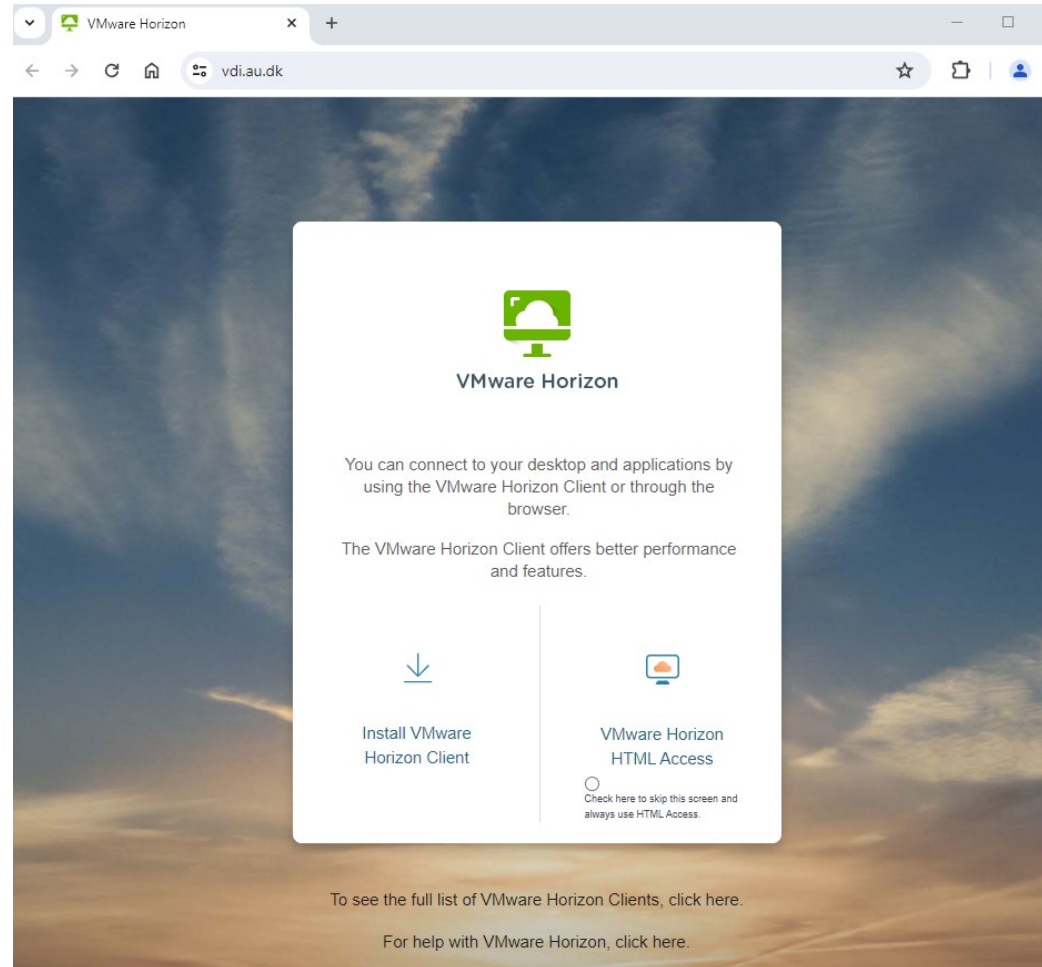 VMware Horizon
vdi.au.dk
VMware Horizon
You can connect to your desktop and applications by
using the VMware Horizon Client or through the
browser.
The VMware Horizon Client offers better performance
and features.
Install VMware
Horizon Client
VMware Horizon
HTML Access
Check here to skip this screen and
always use HTML Access.
To see the full list of VMware Horizon Clients, click here.
For help with VMware Horizon, click here.